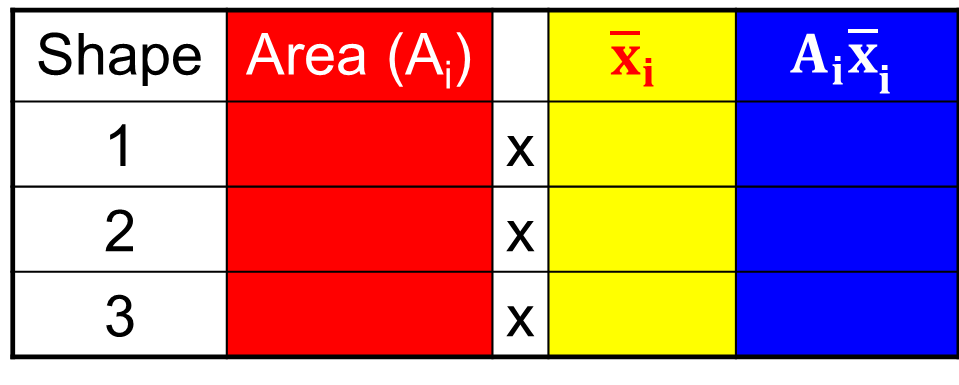 Shape Area (Aᵢ) x̅ᵢ Aᵢx̅ᵢ
1 x
2 x
3 x